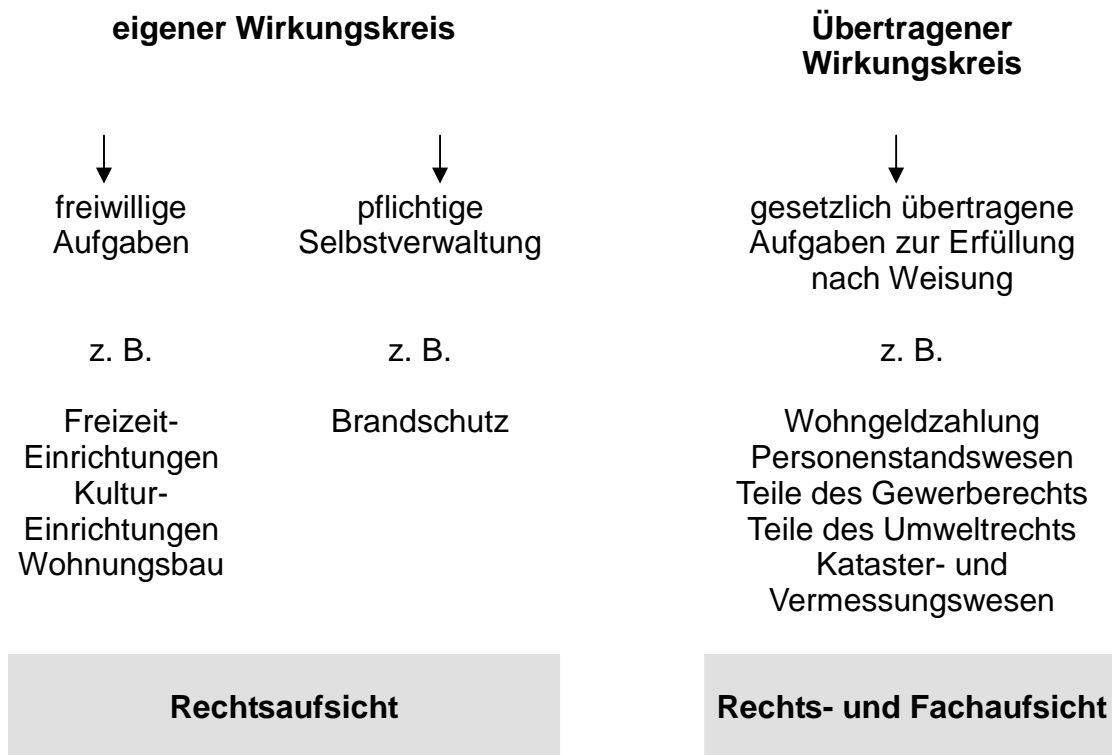 eigener Wirkungskreis
Übertragener
Wirkungskreis
freiwillige
Aufgaben
pflichtige
Selbstverwaltung
gesetzlich übertragene
Aufgaben zur Erfüllung
nach Weisung
z. B.
z. B.
z. B.
Freizeit-
Einrichtungen
Kultur-
Einrichtungen
Wohnungsbau
Brandschutz
Wohngeldzahlung
Personenstandswesen
Teile des Gewerberechts
Teile des Umweltrechts
Kataster- und
Vermessungswesen
Rechtsaufsicht
Rechts- und Fachaufsicht